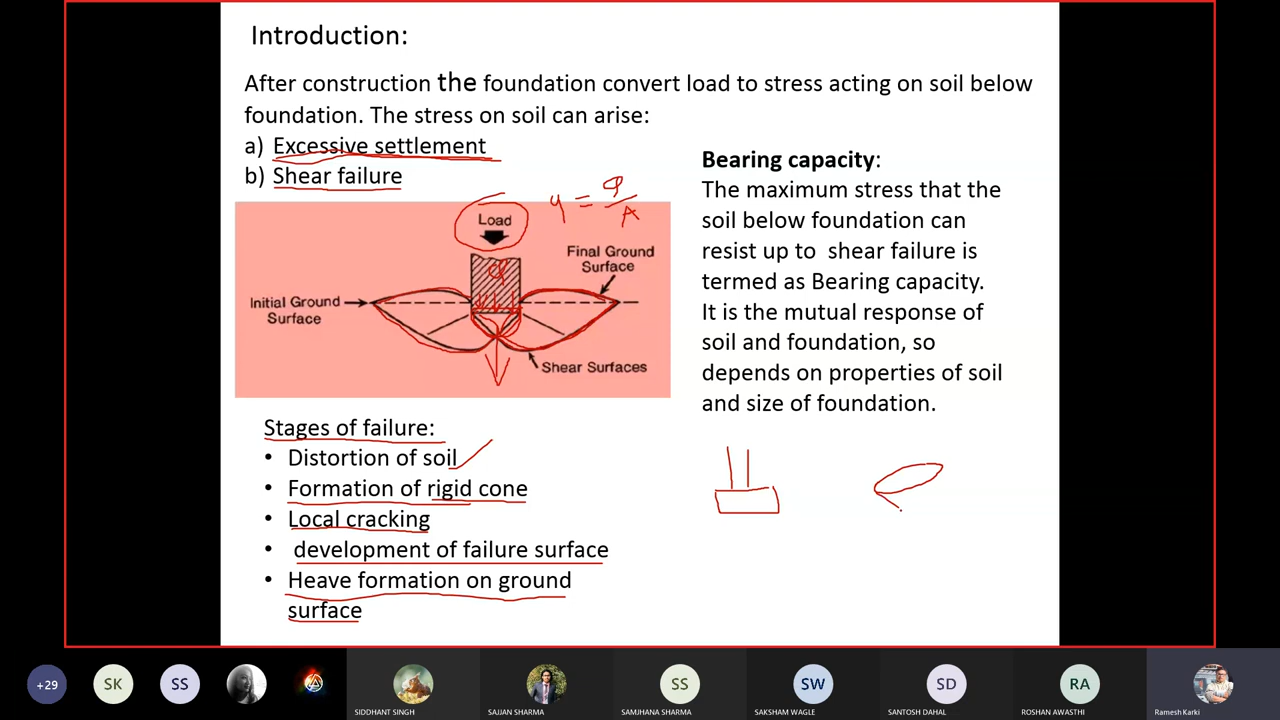 Introduction:
After construction the foundation convert load to stress acting on soil below
foundation. The stress on soil can arise:
a) Excessive settlement
b) Shear failure
Load
Final Ground
Surface
Initial Ground
Surface
Shear Surfaces
Stages of failure:
• Distortion of soil
• Formation of rigid cone
• Local cracking
• development of failure surface
• Heave formation on ground
surface
Bearing capacity:
The maximum stress that the
soil below foundation can
resist up to shear failure is
termed as Bearing capacity.
It is the mutual response of
soil and foundation, so
depends on properties of soil
and size of foundation.
+29
SK
SS
SIDDHANT SINGH
SAJJAN SHARMA
SS
SAMJHANA SHARMA
SW
SAKSHAM WAGLE
SD
SANTOSH DAHAL
RA
ROSHAN AWASTHI
Ramesh Karki